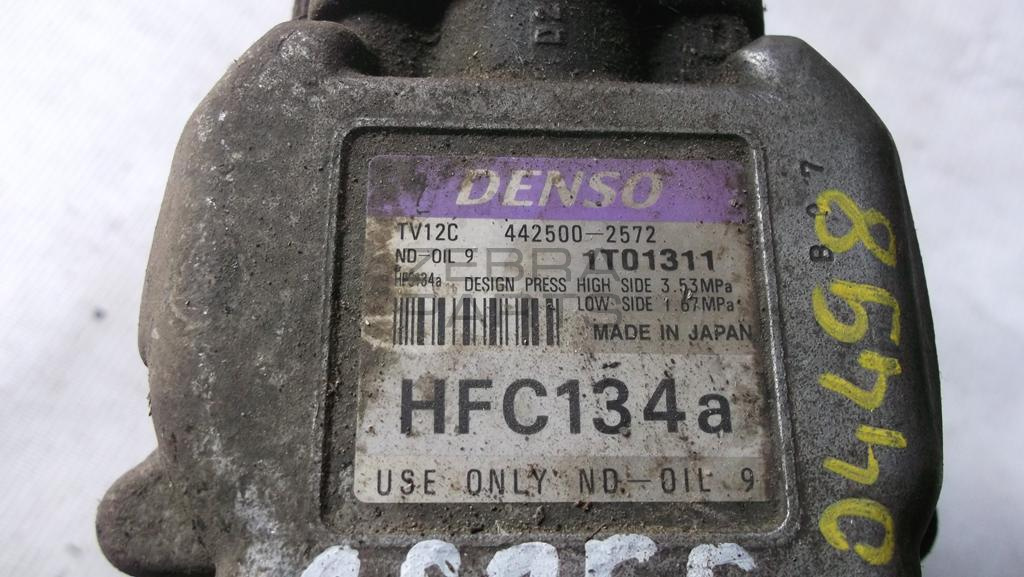 DENSO
TV12C 442500-2572
ND-OIL 9 1T01311
HFC134a DESIGN PRESS HIGH SIDE 3.53MPa
LOW SIDE 1.67MPa
MADE IN JAPAN
HFC134a
USE ONLY ND-OIL 9
04498